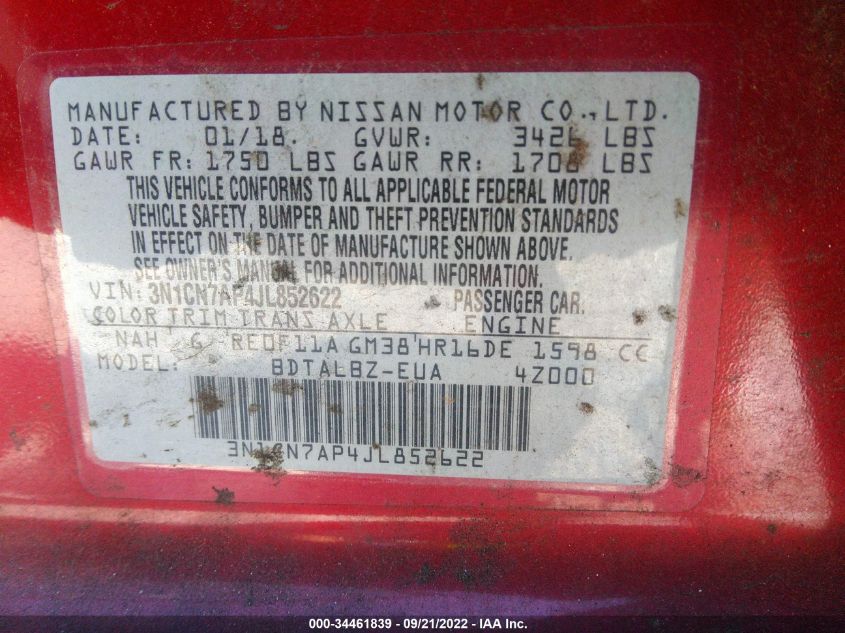 MANUFACTURED BY NISSAN MOTOR CO.,LTD.
DATE: 01/18. GVWR: 3426 LBS
GAWR FR: 1750 LBS GAWR RR: 1708 LBS
THIS VEHICLE CONFORMS TO ALL APPLICABLE FEDERAL MOTOR
VEHICLE SAFETY, BUMPER AND THEFT PREVENTION STANDARDS
IN EFFECT ON THE DATE OF MANUFACTURE SHOWN ABOVE.
SEE OWNER'S MANUAL FOR ADDITIONAL INFORMATION.
VIN: 3N1CN7AP4JL852622 PASSENGER CAR.
COLOR TRIM TRANS AXLE ENGINE
NAH G RE0F11A GM38 HR16DE 1598 CC
MODEL: BDTALBZ-EUA 4Z000
3N1CN7AP4JL852622
000-34461839 - 09/21/2022 - IAA Inc.